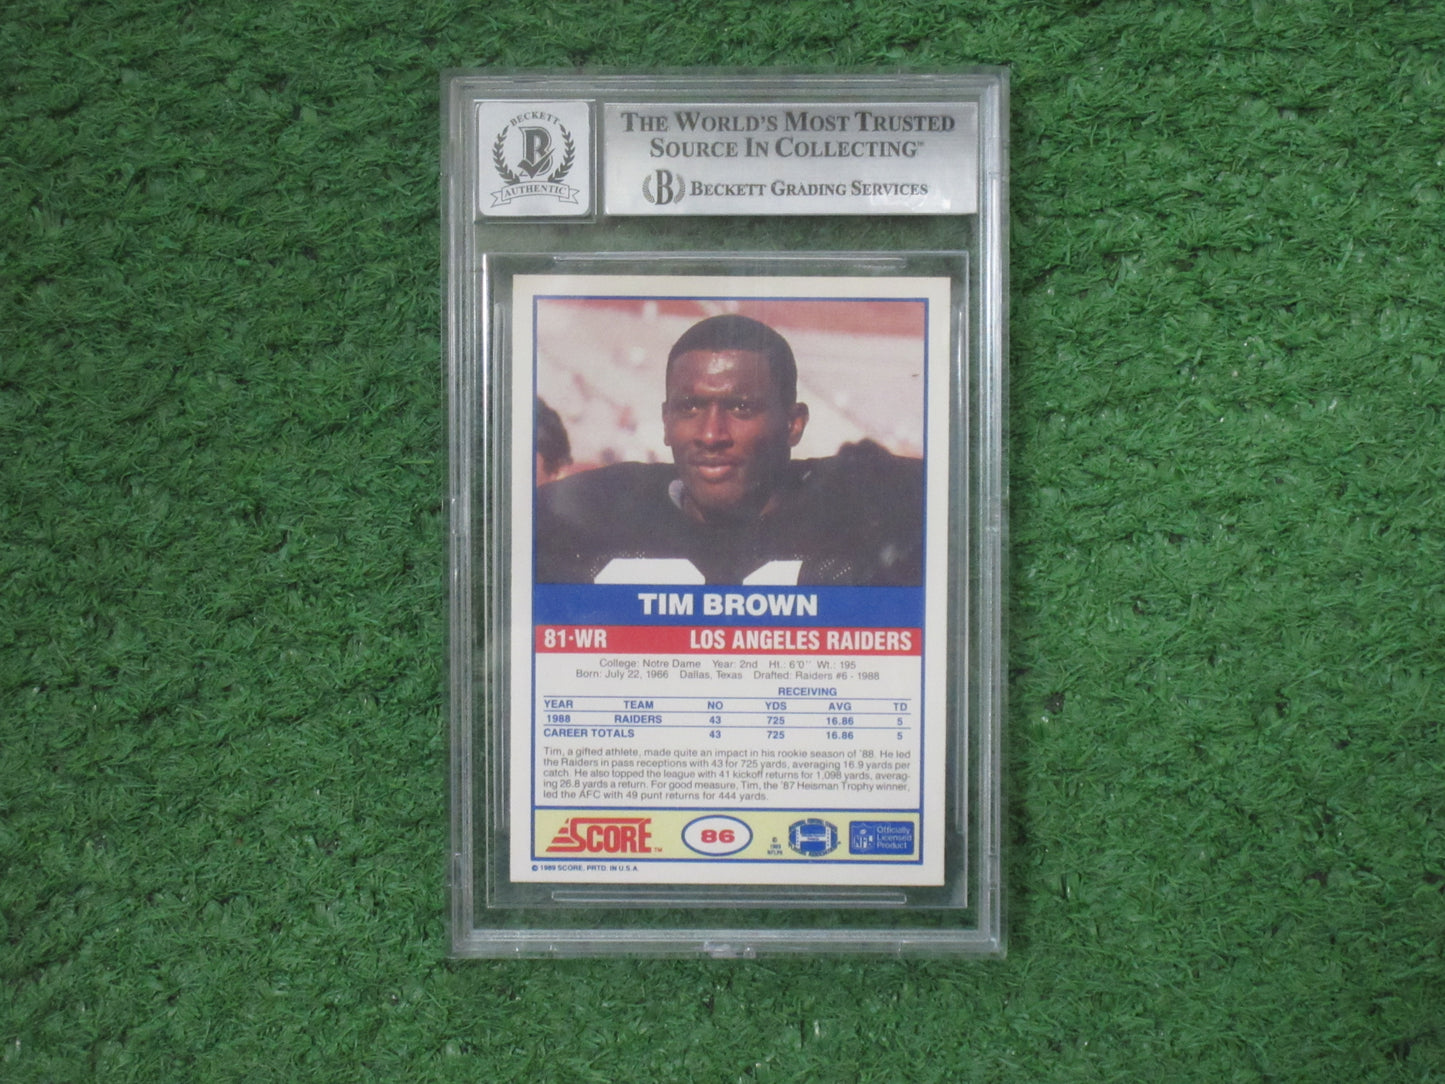 BECKETT
B
AUTHENTIC
THE WORLD'S MOST TRUSTED
SOURCE IN COLLECTING™
B BECKETT GRADING SERVICES
TIM BROWN
81·WR LOS ANGELES RAIDERS
College: Notre Dame Year: 2nd Ht.: 6'0" Wt.: 195
Born: July 22, 1966 Dallas, Texas Drafted: Raiders #6 - 1988
RECEIVING
YEAR TEAM NO YDS AVG TD
1988 RAIDERS 43 725 16.86 5
CAREER TOTALS 43 725 16.86 5
Tim, a gifted athlete, made quite an impact in his rookie season of '88. He led
the Raiders in pass receptions with 43 for 725 yards, averaging 16.9 yards per
catch. He also topped the league with 41 kickoff returns for 1,098 yards, averag-
ing 26.8 yards a return. For good measure, Tim, the '87 Heisman Trophy winner,
led the AFC with 49 punt returns for 444 yards.
SCORE™
86
©
1989
NFLPA
NFL
Officially
Licensed
Product
© 1989 SCORE, PRTD. IN U.S.A.